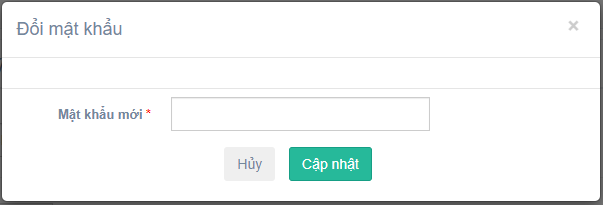 Đổi mật khẩu
×
Mật khẩu mới *
Hủy Cập nhật